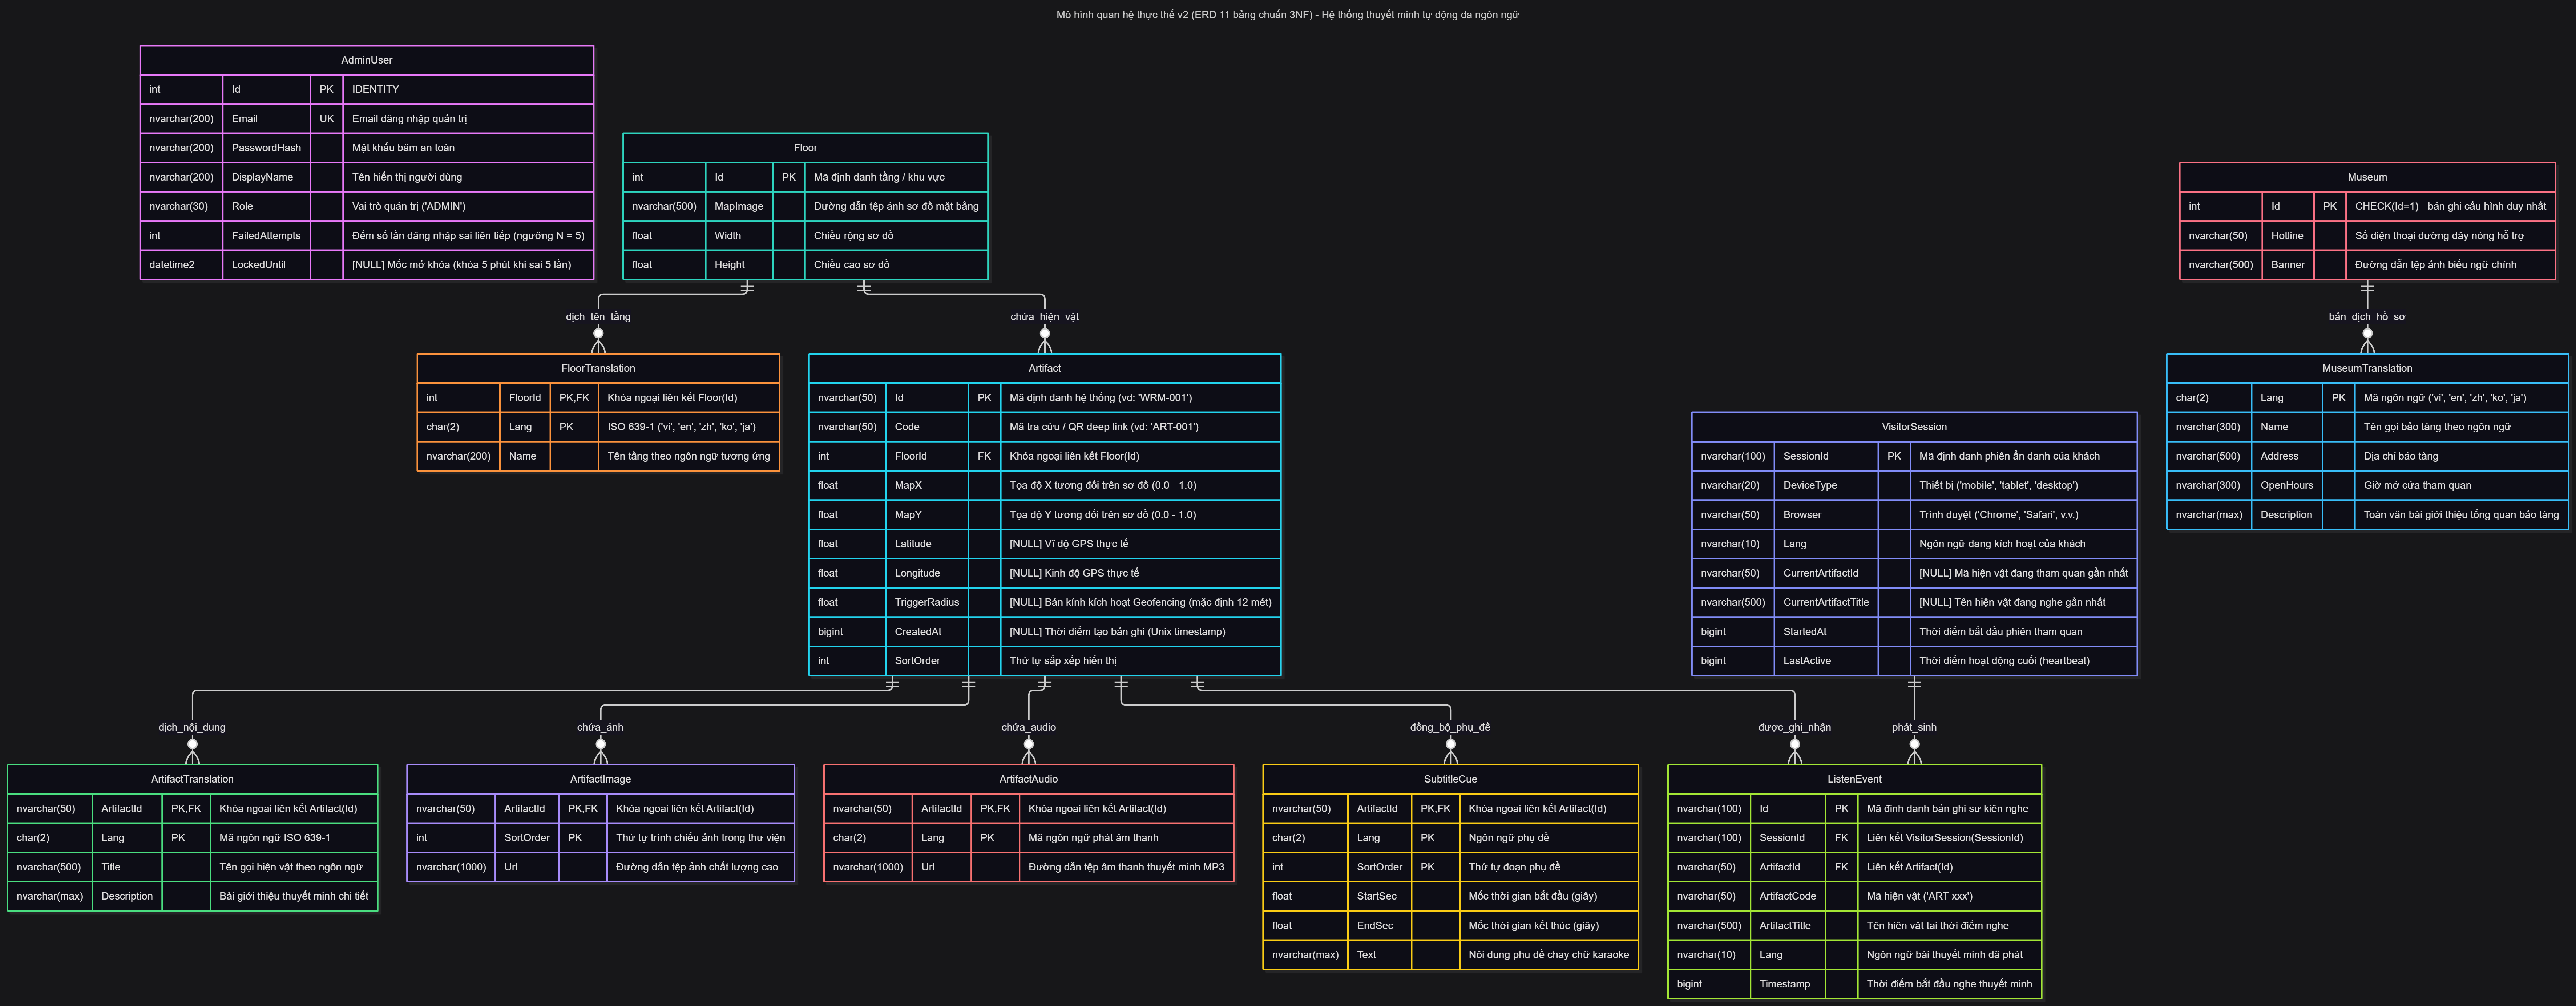 Mô hình quan hệ thực thể v2 (ERD 11 bảng chuẩn 3NF) - Hệ thống thuyết minh tự động đa ngôn ngữ
AdminUser
int Id PK IDENTITY
nvarchar(200) Email UK Email đăng nhập quản trị
nvarchar(200) PasswordHash Mật khẩu băm an toàn
nvarchar(200) DisplayName Tên hiển thị người dùng
nvarchar(30) Role Vai trò quản trị ('ADMIN')
int FailedAttempts Đếm số lần đăng nhập sai liên tiếp (ngưỡng N = 5)
datetime2 LockedUntil [NULL] Mốc mở khóa (khóa 5 phút khi sai 5 lần)
Floor
int Id PK Mã định danh tầng / khu vực
nvarchar(500) MapImage Đường dẫn tệp ảnh sơ đồ mặt bằng
float Width Chiều rộng sơ đồ
float Height Chiều cao sơ đồ
Museum
int Id PK CHECK(Id=1) - bản ghi cấu hình duy nhất
nvarchar(50) Hotline Số điện thoại đường dây nóng hỗ trợ
nvarchar(500) Banner Đường dẫn tệp ảnh biểu ngữ chính
dịch_tên_tầng
chứa_hiện_vật
bản_dịch_hồ_sơ
FloorTranslation
int FloorId PK,FK Khóa ngoại liên kết Floor(Id)
char(2) Lang PK ISO 639-1 ('vi', 'en', 'zh', 'ko', 'ja')
nvarchar(200) Name Tên tầng theo ngôn ngữ tương ứng
Artifact
nvarchar(50) Id PK Mã định danh hệ thống (vd: 'WRM-001')
nvarchar(50) Code Mã tra cứu / QR deep link (vd: 'ART-001')
int FloorId FK Khóa ngoại liên kết Floor(Id)
float MapX Tọa độ X tương đối trên sơ đồ (0.0 - 1.0)
float MapY Tọa độ Y tương đối trên sơ đồ (0.0 - 1.0)
float Latitude [NULL] Vĩ độ GPS thực tế
float Longitude [NULL] Kinh độ GPS thực tế
float TriggerRadius [NULL] Bán kính kích hoạt Geofencing (mặc định 12 mét)
bigint CreatedAt [NULL] Thời điểm tạo bản ghi (Unix timestamp)
int SortOrder Thứ tự sắp xếp hiển thị
VisitorSession
nvarchar(100) SessionId PK Mã định danh phiên ẩn danh của khách
nvarchar(20) DeviceType Thiết bị ('mobile', 'tablet', 'desktop')
nvarchar(50) Browser Trình duyệt ('Chrome', 'Safari', v.v.)
nvarchar(10) Lang Ngôn ngữ đang kích hoạt của khách
nvarchar(50) CurrentArtifactId [NULL] Mã hiện vật đang tham quan gần nhất
nvarchar(500) CurrentArtifactTitle [NULL] Tên hiện vật đang nghe gần nhất
bigint StartedAt Thời điểm bắt đầu phiên tham quan
bigint LastActive Thời điểm hoạt động cuối (heartbeat)
MuseumTranslation
char(2) Lang PK Mã ngôn ngữ ('vi', 'en', 'zh', 'ko', 'ja')
nvarchar(300) Name Tên gọi bảo tàng theo ngôn ngữ
nvarchar(500) Address Địa chỉ bảo tàng
nvarchar(300) OpenHours Giờ mở cửa tham quan
nvarchar(max) Description Toàn văn bài giới thiệu tổng quan bảo tàng
dịch_nội_dung
chứa_ảnh
chứa_audio
đồng_bộ_phụ_đề
được_ghi_nhận
phát_sinh
ArtifactTranslation
nvarchar(50) ArtifactId PK,FK Khóa ngoại liên kết Artifact(Id)
char(2) Lang PK Mã ngôn ngữ ISO 639-1
nvarchar(500) Title Tên gọi hiện vật theo ngôn ngữ
nvarchar(max) Description Bài giới thiệu thuyết minh chi tiết
ArtifactImage
nvarchar(50) ArtifactId PK,FK Khóa ngoại liên kết Artifact(Id)
int SortOrder PK Thứ tự trình chiếu ảnh trong thư viện
nvarchar(1000) Url Đường dẫn tệp ảnh chất lượng cao
ArtifactAudio
nvarchar(50) ArtifactId PK,FK Khóa ngoại liên kết Artifact(Id)
char(2) Lang PK Mã ngôn ngữ phát âm thanh
nvarchar(1000) Url Đường dẫn tệp âm thanh thuyết minh MP3
SubtitleCue
nvarchar(50) ArtifactId PK,FK Khóa ngoại liên kết Artifact(Id)
char(2) Lang PK Ngôn ngữ phụ đề
int SortOrder PK Thứ tự đoạn phụ đề
float StartSec Mốc thời gian bắt đầu (giây)
float EndSec Mốc thời gian kết thúc (giây)
nvarchar(max) Text Nội dung phụ đề chạy chữ karaoke
ListenEvent
nvarchar(100) Id PK Mã định danh bản ghi sự kiện nghe
nvarchar(100) SessionId FK Liên kết VisitorSession(SessionId)
nvarchar(50) ArtifactId FK Liên kết Artifact(Id)
nvarchar(50) ArtifactCode Mã hiện vật ('ART-xxx')
nvarchar(500) ArtifactTitle Tên hiện vật tại thời điểm nghe
nvarchar(10) Lang Ngôn ngữ bài thuyết minh đã phát
bigint Timestamp Thời điểm bắt đầu nghe thuyết minh